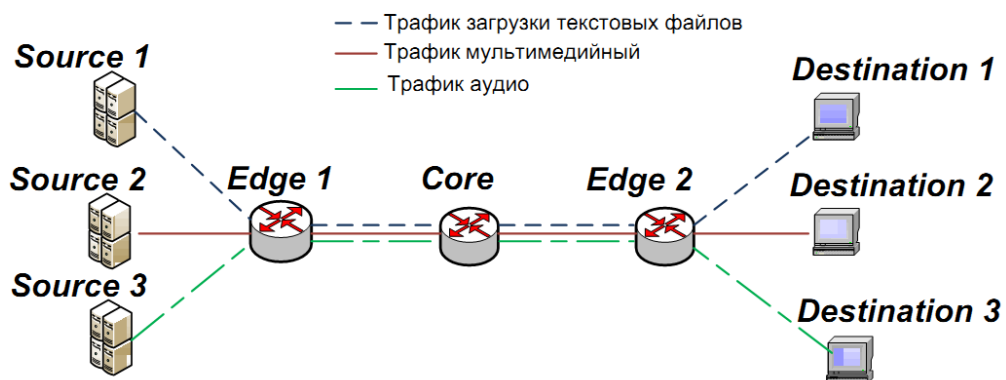 Трафик загрузки текстовых файлов
Трафик мультимедийный
Трафик аудио
Source 1
Destination 1
Source 2
Edge 1
Core
Edge 2
Destination 2
Source 3
Destination 3